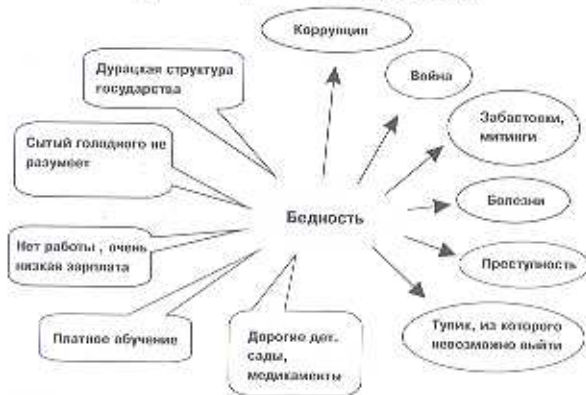 Коррупция
Дурацкая структура
государства
Война
Забастовки,
митинги
Сытый голодного не
разумеет
Болезни
Бедность
Нет работы , очень
низкая зарплата
Преступность
Платное обучение
Дорогие дет.
сады,
медикаменты
Тупик, из которого
невозможно выйти